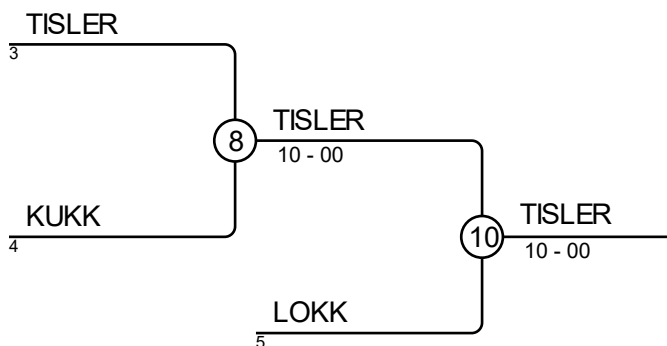 TISLER
3
8
TISLER
10 - 00
KUKK
4
10
TISLER
10 - 00
LOKK
5